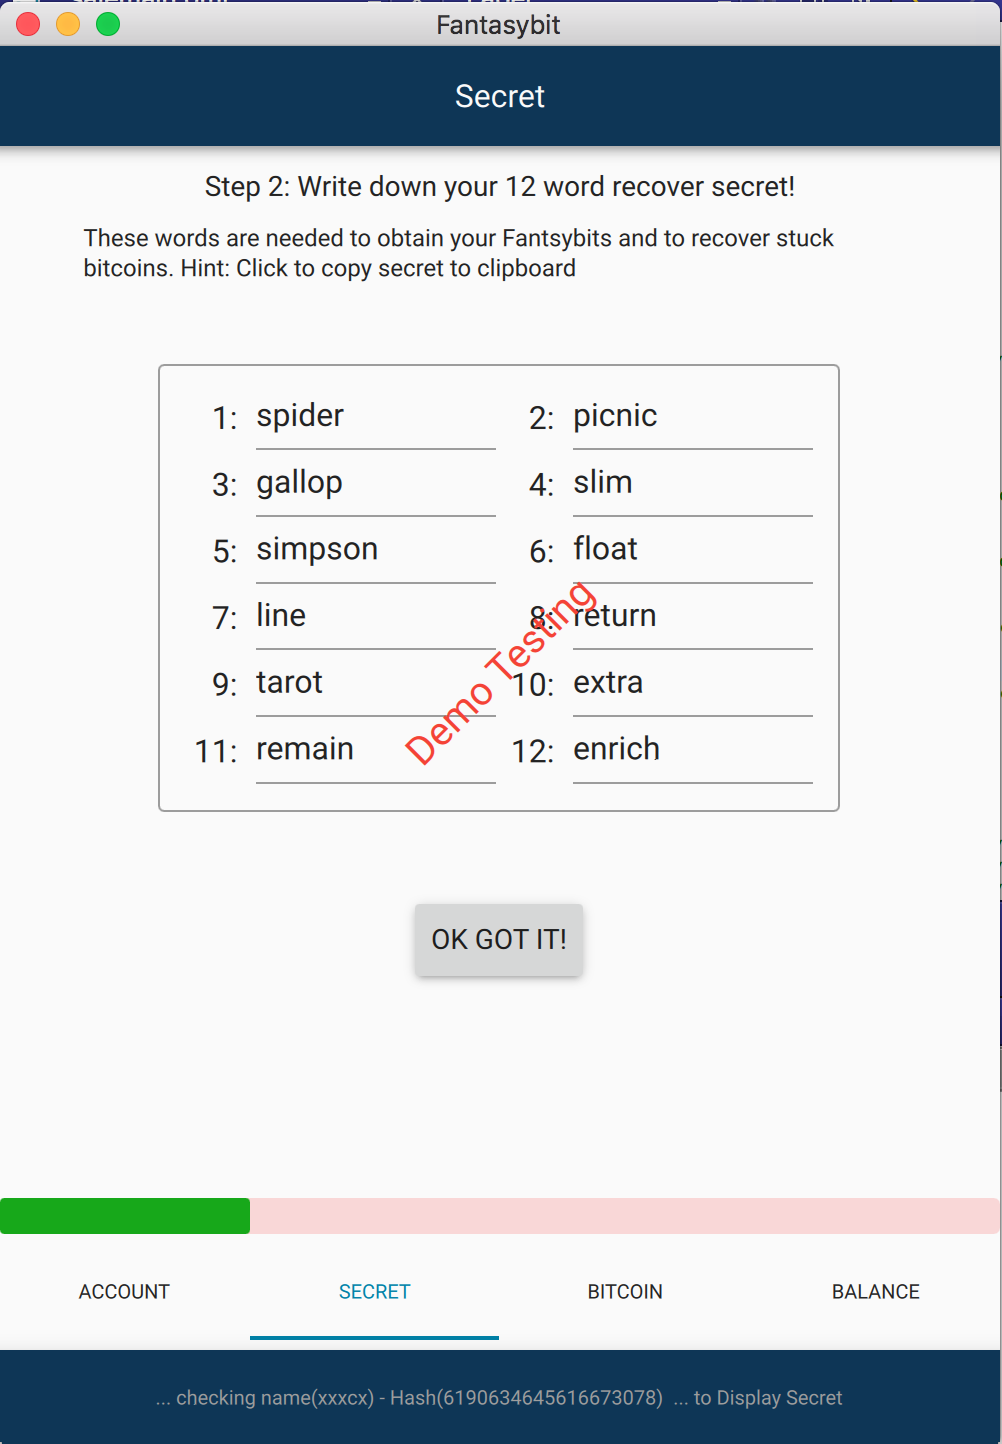 Fantasybit
Secret
Step 2: Write down your 12 word recover secret!
These words are needed to obtain your Fantsybits and to recover stuck
bitcoins. Hint: Click to copy secret to clipboard
1: spider 2: picnic
3: gallop 4: slim
5: simpson 6: float
7: line 8: return
9: tarot 10: extra
11: remain 12: enrich
Demo Testing
OK GOT IT!
ACCOUNT SECRET BITCOIN BALANCE
... checking name(xxxcx) - Hash(6190634645616673078) ... to Display Secret